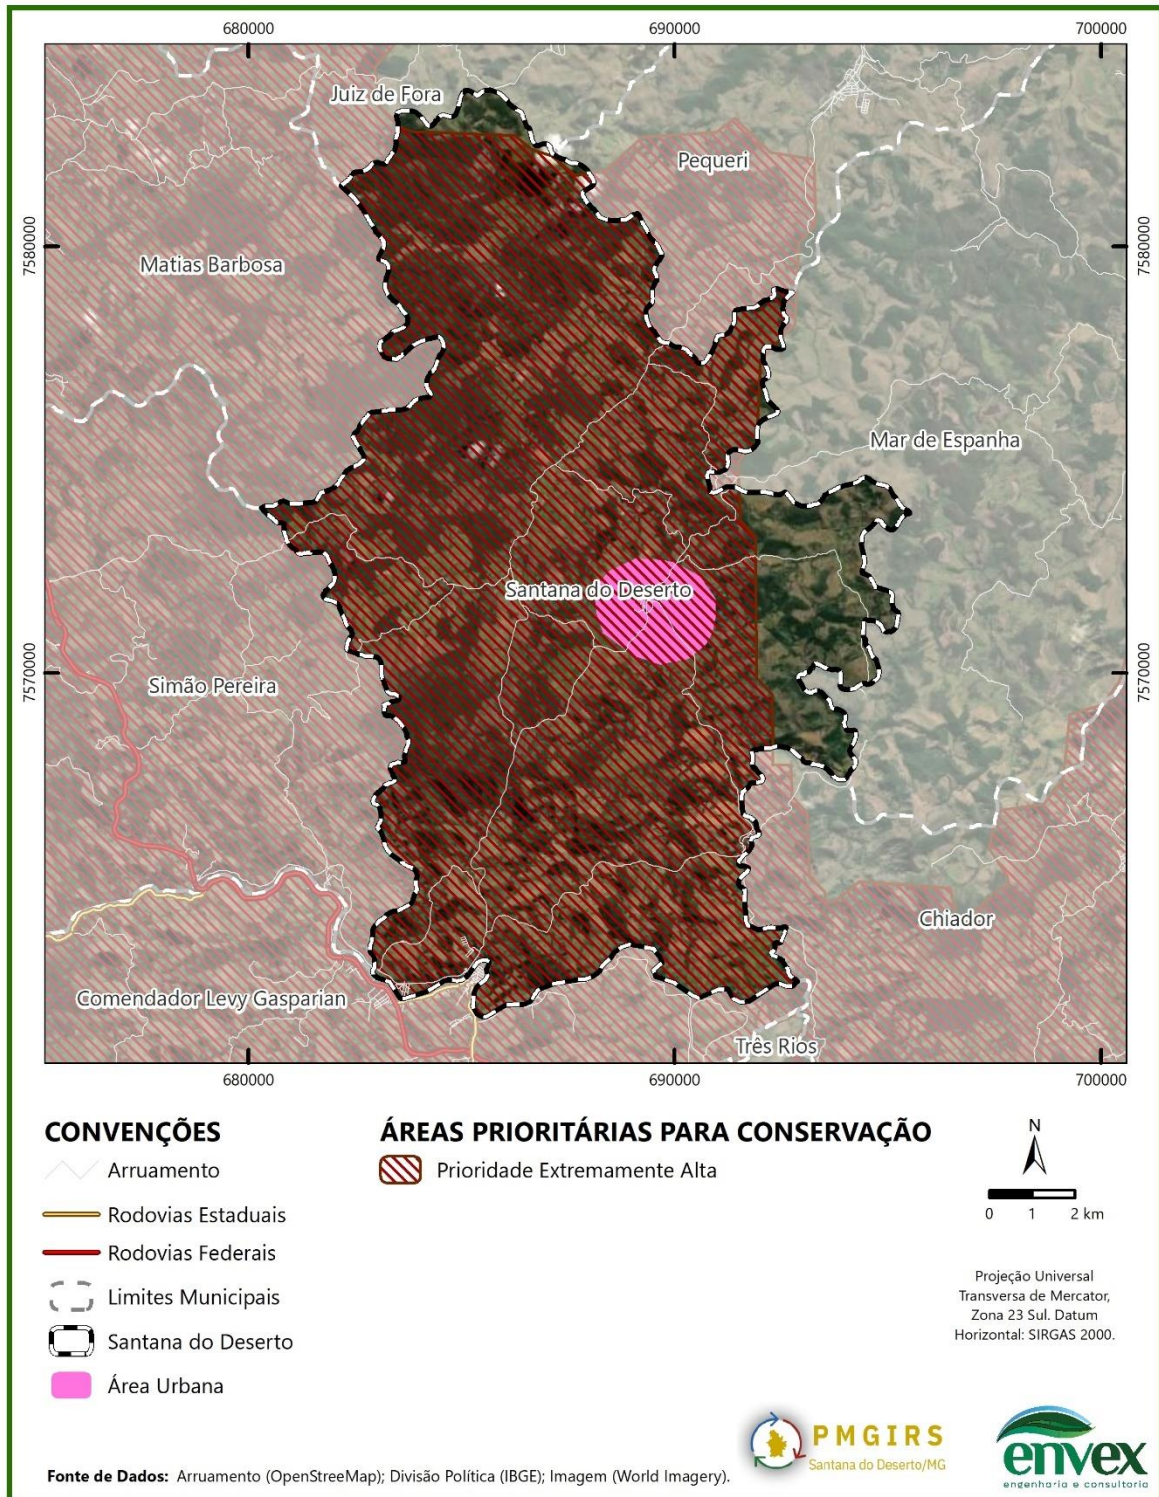 680000
690000
700000
Juiz de Fora
Pequeri
7580000
7580000
Matias Barbosa
Mar de Espanha
Santana do Deserto
7570000
7570000
Simão Pereira
Chiador
Comendador Levy Gasparian
Três Rios
680000
690000
700000
CONVENÇÕES
Arruamento
Rodovias Estaduais
Rodovias Federais
Limites Municipais
Santana do Deserto
Área Urbana
ÁREAS PRIORITÁRIAS PARA CONSERVAÇÃO
Prioridade Extremamente Alta
N
0 1 2 km
Projeção Universal
Transversa de Mercator,
Zona 23 Sul. Datum
Horizontal: SIRGAS 2000.
PMGIRS
Santana do Deserto/MG
envex
engenharia e consultoria
Fonte de Dados: Arruamento (OpenStreetMap); Divisão Política (IBGE); Imagem (World Imagery).